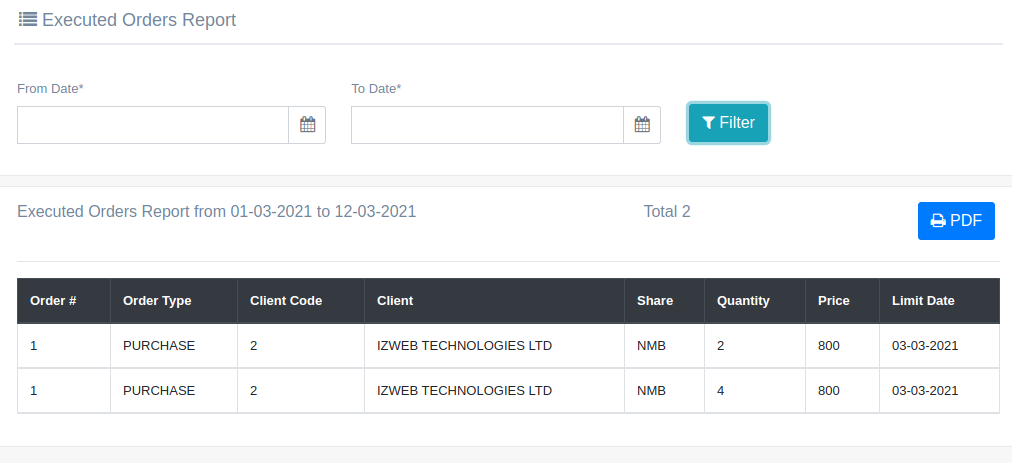 Executed Orders Report
From Date* To Date*
Filter
Executed Orders Report from 01-03-2021 to 12-03-2021 Total 2 PDF
Order # Order Type Client Code Client Share Quantity Price Limit Date
1 PURCHASE 2 IZWEB TECHNOLOGIES LTD NMB 2 800 03-03-2021
1 PURCHASE 2 IZWEB TECHNOLOGIES LTD NMB 4 800 03-03-2021